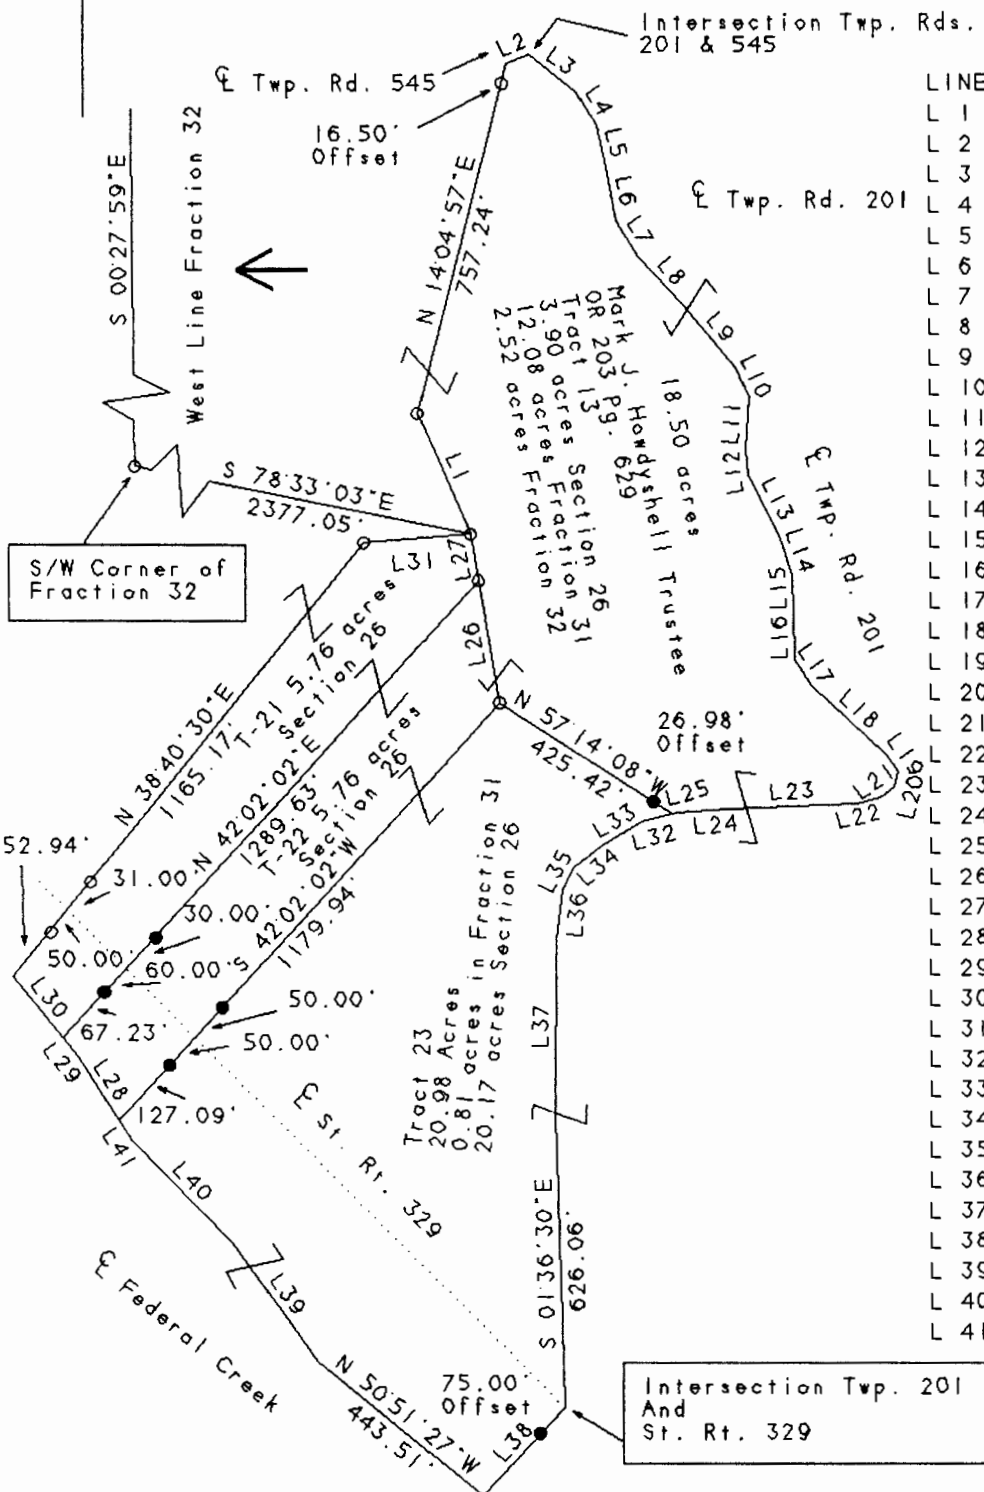 Intersection Twp. Rds.
201 & 545
L2
L3
℄ Twp. Rd. 545
16.50'
Offset
L4
L5
L6
L7
L8
℄ Twp. Rd. 201
S 00°27'59"E
West Line Fraction 32
N 14°04'57"E
757.24'
L9
L10
L12L11
Mark J. Howdyshell Trustee
OR 203 Pg. 629
Tract 13
18.50 acres
3.90 acres Section 26
12.08 acres Fraction 31
2.52 acres Fraction 32
L1
S 78°33'03"E
2377.05'
S/W Corner of
Fraction 32
L31
L27
L26
L13
L14
L16L15
℄ Twp. Rd. 201
L17
L18
L19
L20
L21
L22
L23
L24
L25
26.98'
Offset
N 57°14'08"W
425.42'
L33
L32
L34
L35
L36
N 38°40'30"E
1165.17'
T-21 5.76 acres
Section 26
N 42°02'02"E
1289.63'
T-22 5.76 acres
Section 26
S 42°02'02"W
1179.94'
52.94'
31.00'
50.00'
30.00'
60.00'
67.23'
50.00'
50.00'
127.09'
L30
L29
L28
L41
L40
L39
L37
Tract 23
20.98 Acres
0.81 acres in Fraction 31
20.17 acres Section 26
℄ St. Rt. 329
℄ Federal Creek
S 01°36'30"E
626.06'
N 50°51'27"W
443.51'
75.00'
Offset
L38
Intersection Twp. 201
And
St. Rt. 329
LINE
L 1
L 2
L 3
L 4
L 5
L 6
L 7
L 8
L 9
L 10
L 11
L 12
L 13
L 14
L 15
L 16
L 17
L 18
L 19
L 20
L 21
L 22
L 23
L 24
L 25
L 26
L 27
L 28
L 29
L 30
L 31
L 32
L 33
L 34
L 35
L 36
L 37
L 38
L 39
L 40
L 41